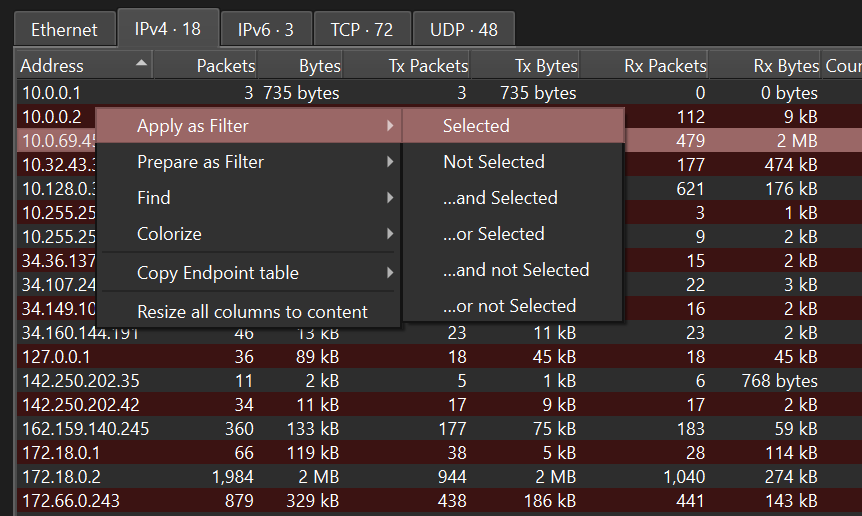 Ethernet IPv4 · 18 IPv6 · 3 TCP · 72 UDP · 48
Address Packets Bytes Tx Packets Tx Bytes Rx Packets Rx Bytes Coun
10.0.0.1 3 735 bytes 3 735 bytes 0 0 bytes
10.0.0.2 112 9 kB
Apply as Filter Selected
10.0.69.45 479 2 MB
Prepare as Filter Not Selected
10.32.43.3 177 474 kB
10.128.0.3 621 176 kB
Find ...and Selected
10.255.25 3 1 kB
Colorize ...or Selected
10.255.25 9 2 kB
34.36.137 15 2 kB
Copy Endpoint table ...and not Selected
34.107.24 22 3 kB
34.149.10 16 2 kB
Resize all columns to content ...or not Selected
34.160.144.191 46 13 kB 23 11 kB 23 2 kB
127.0.0.1 36 89 kB 18 45 kB 18 45 kB
142.250.202.35 11 2 kB 5 1 kB 6 768 bytes
142.250.202.42 34 11 kB 17 9 kB 17 2 kB
162.159.140.245 360 133 kB 177 75 kB 183 59 kB
172.18.0.1 66 119 kB 38 5 kB 28 114 kB
172.18.0.2 1,984 2 MB 944 2 MB 1,040 274 kB
172.66.0.243 879 329 kB 438 186 kB 441 143 kB